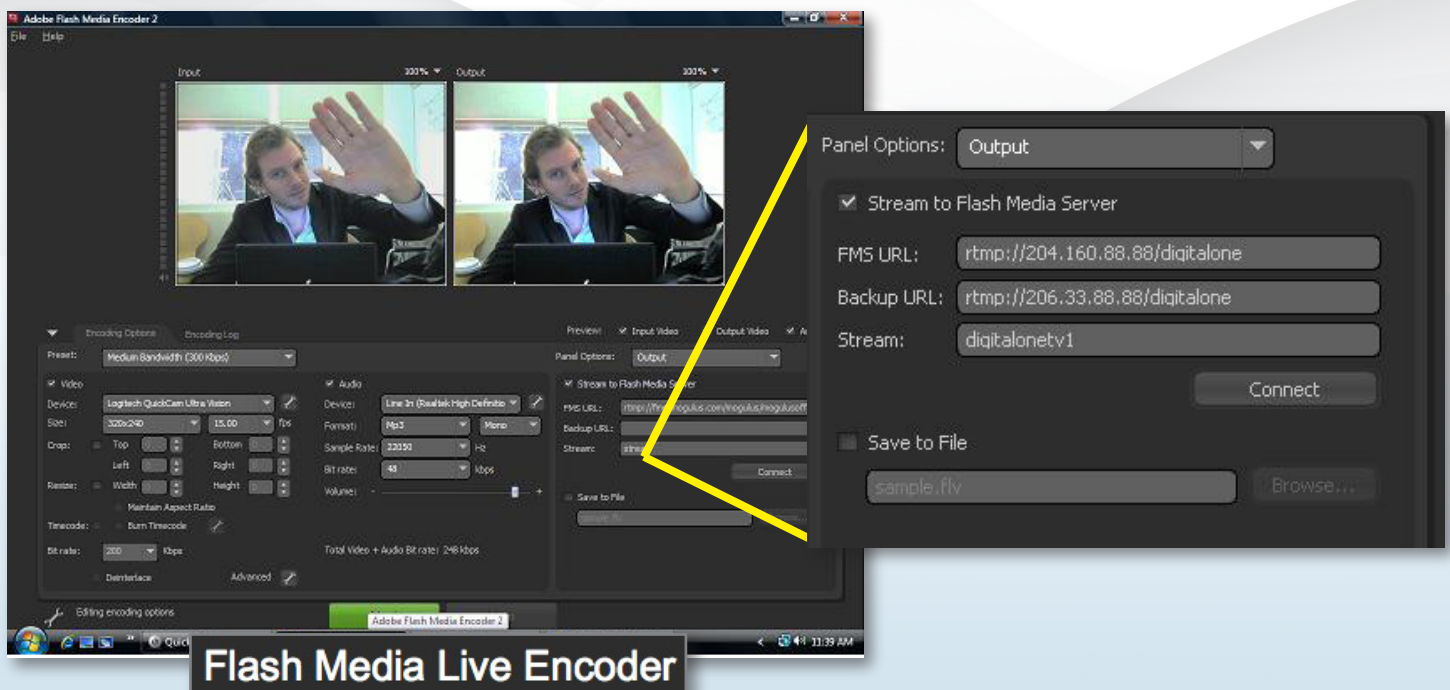 Adobe Flash Media Encoder 2
File Help
Input 100% Output 100%
Encoding Options Encoding Log
Preview: Input Video Output Video
Preset: Medium Bandwidth (300 Kbps)
Panel Options: Output
Video
Audio
Stream to Flash Media Server
Device: Logitech QuickCam Ultra Vision
Device: Line In (Realtek High Definitio
FMS URL:
Size: 320x240 15.00 fps
Format: Mp3 Mono
Backup URL:
Crop: Top Bottom
Sample Rate: 22050 Hz
Stream:
Left Right
Bit rate: 48 kbps
Connect
Resize: Width Height
Volume: - +
Save to File
Maintain Aspect Ratio
Timecode: Burn Timecode
Bit rate: 200 Kbps
Total Video + Audio Bit rate: 248 kbps
Deinterlace Advanced
Editing encoding options
Adobe Flash Media Encoder 2
11:39 AM
Panel Options: Output
Stream to Flash Media Server
FMS URL: rtmp://204.160.88.88/digitalone
Backup URL: rtmp://206.33.88.88/digitalone
Stream: digitalonetv1
Connect
Save to File
sample.flv Browse...
Flash Media Live Encoder